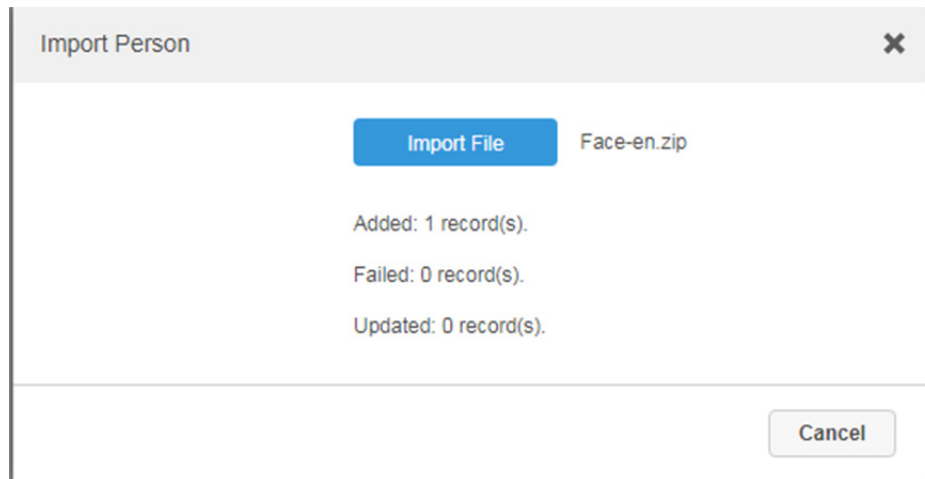 Import Person
Import File Face-en.zip
Added: 1 record(s).
Failed: 0 record(s).
Updated: 0 record(s).
Cancel